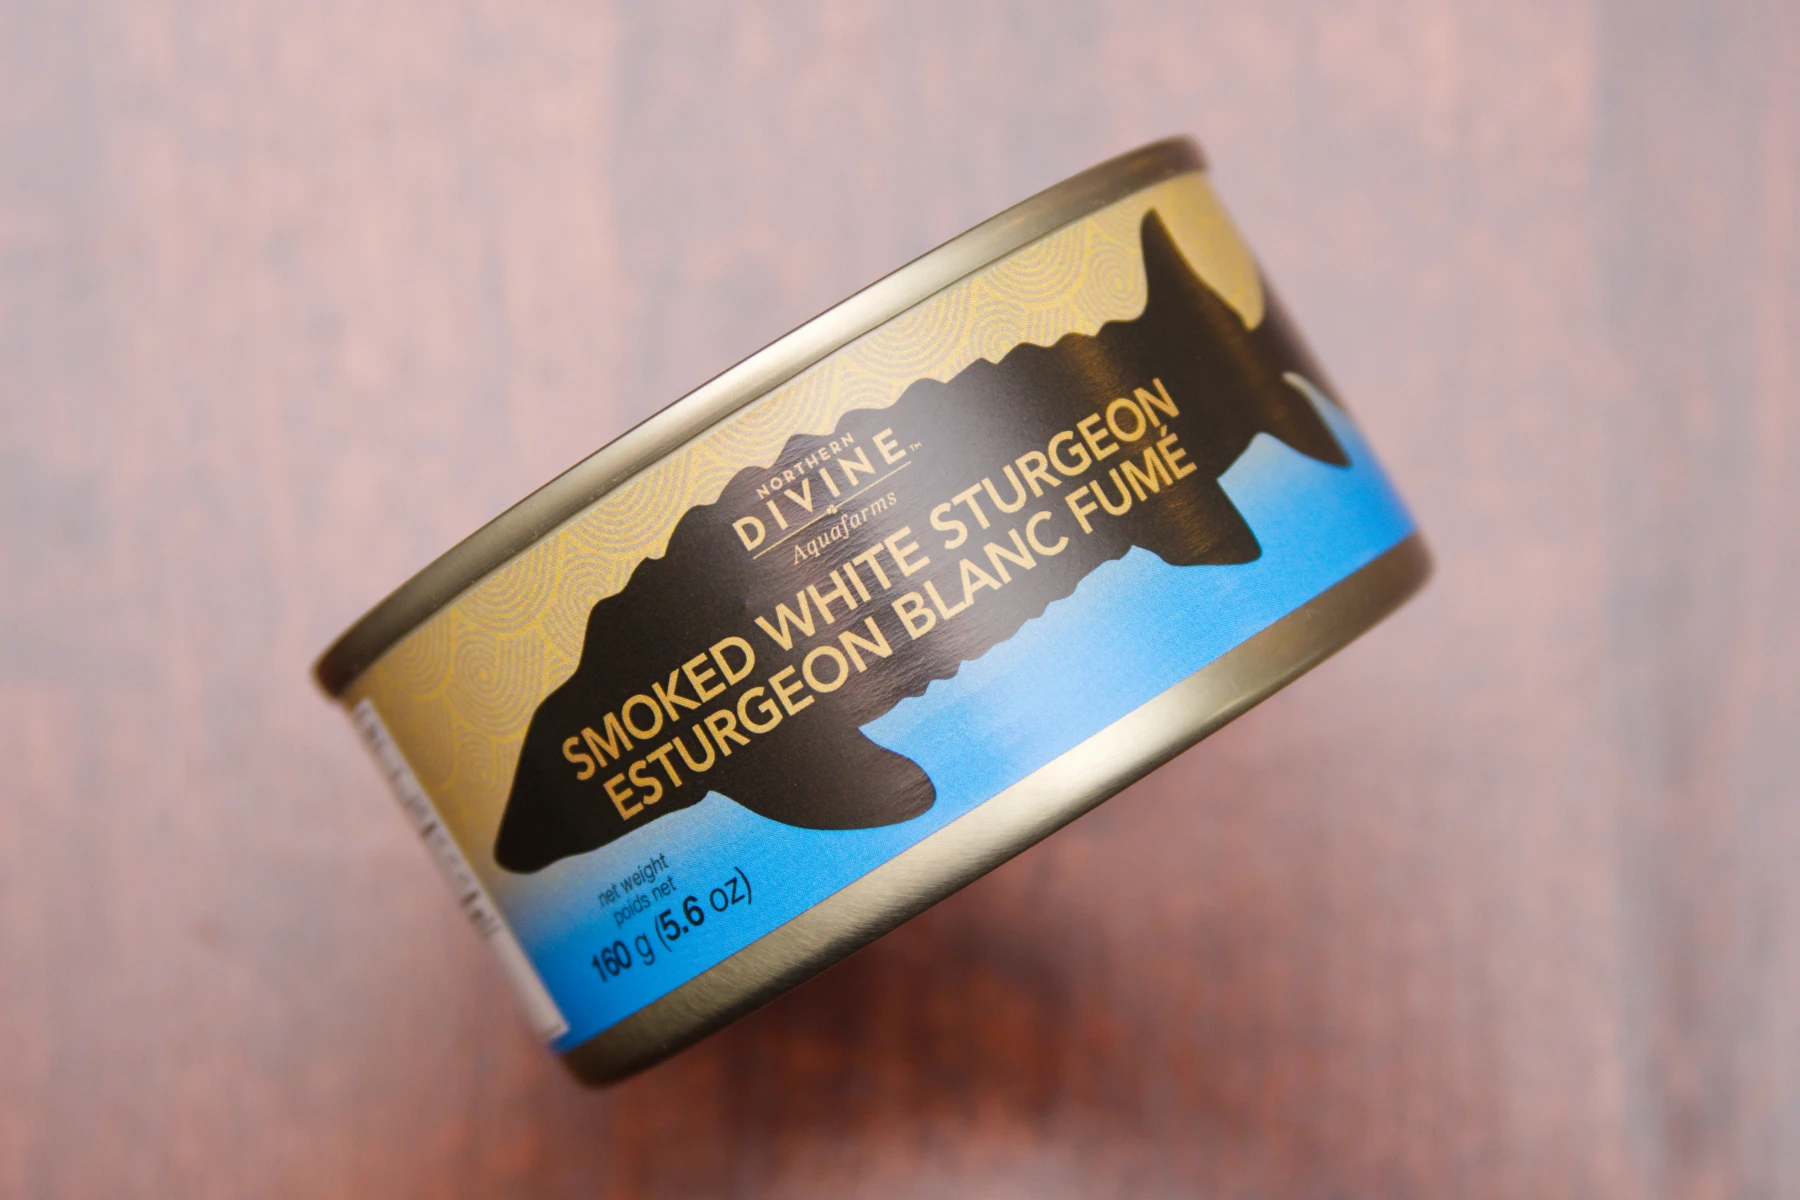 NORTHERN
DIVINE™
Aquafarms
SMOKED WHITE STURGEON
ESTURGEON BLANC FUMÉ
net weight
poids net
160 g (5.6 oz)